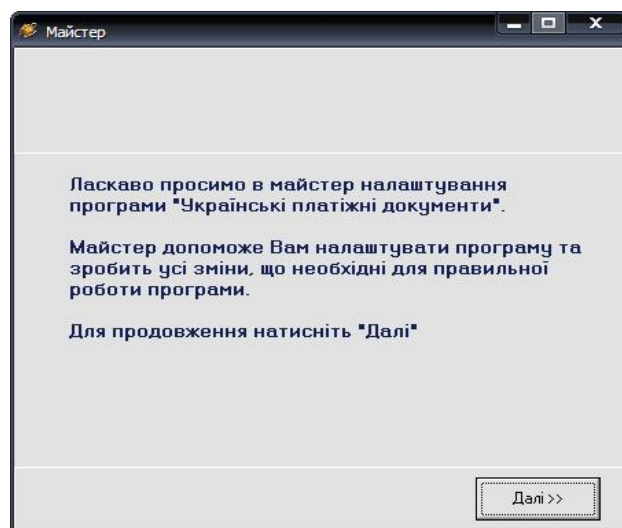 Майстер
Ласкаво просимо в майстер налаштування
програми "Українські платіжні документи".
Майстер допоможе Вам налаштувати програму та
зробить усі зміни, що необхідні для правильної
роботи програми.
Для продовження натисніть "Далі"
Далі >>